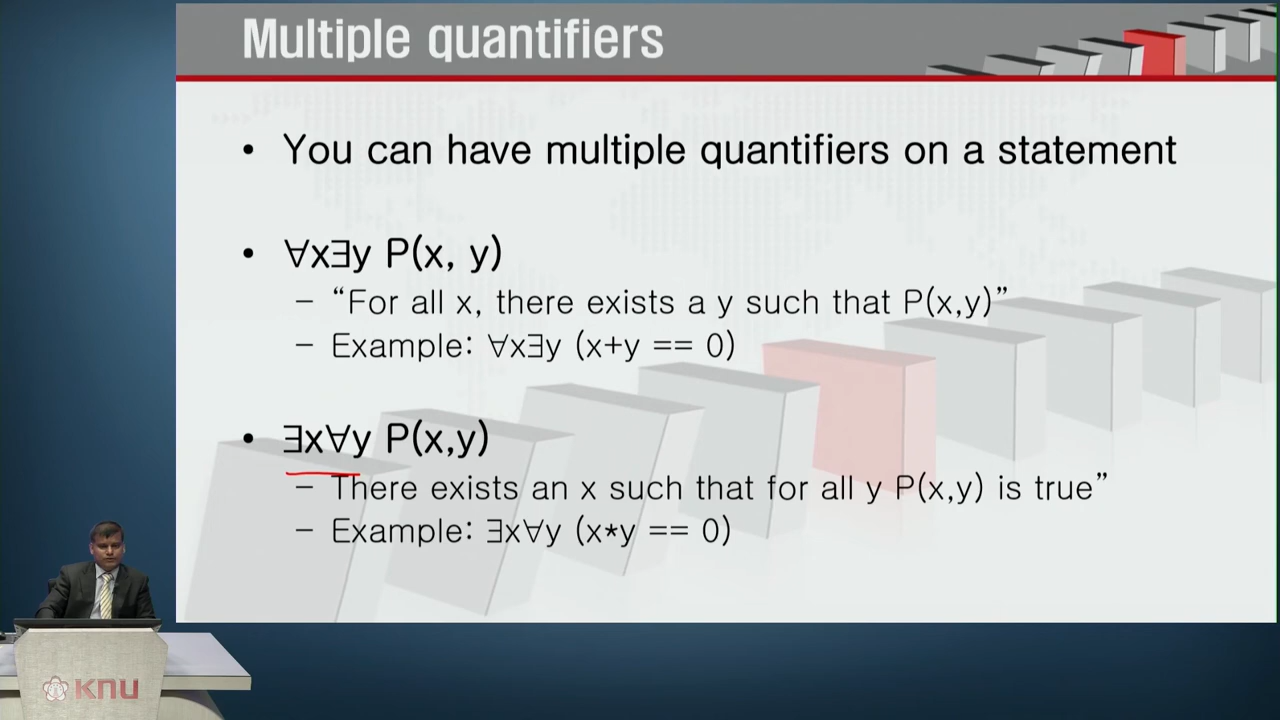 Multiple quantifiers
• You can have multiple quantifiers on a statement
• ∀x∃y P(x, y)
– “For all x, there exists a y such that P(x,y)”
– Example: ∀x∃y (x+y == 0)
• ∃x∀y P(x,y)
– There exists an x such that for all y P(x,y) is true”
– Example: ∃x∀y (x*y == 0)
KNU